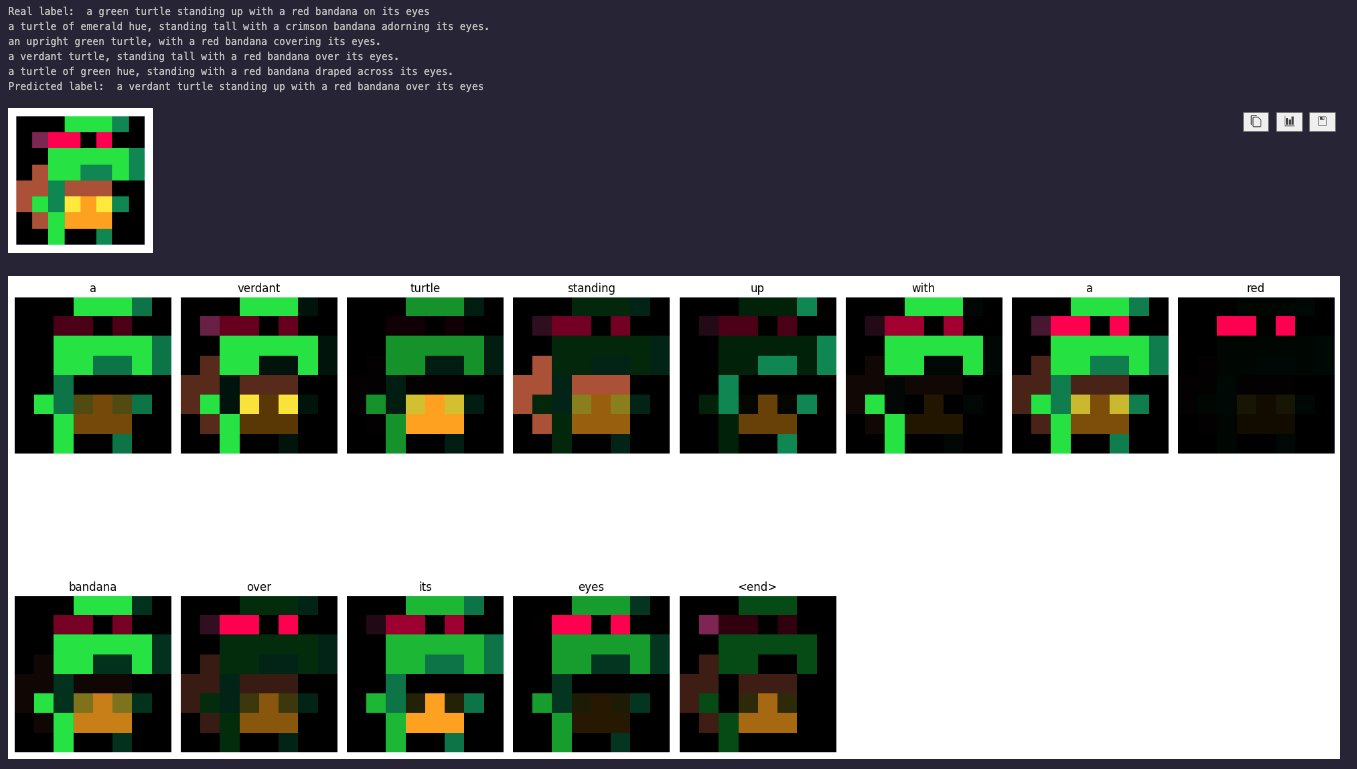 Real label:  a green turtle standing up with a red bandana on its eyes
a turtle of emerald hue, standing tall with a crimson bandana adorning its eyes.
an upright green turtle, with a red bandana covering its eyes.
a verdant turtle, standing tall with a red bandana over its eyes.
a turtle of green hue, standing with a red bandana draped across its eyes.
Predicted label:  a verdant turtle standing up with a red bandana over its eyes
a verdant turtle standing up with a red
bandana over its eyes <end>